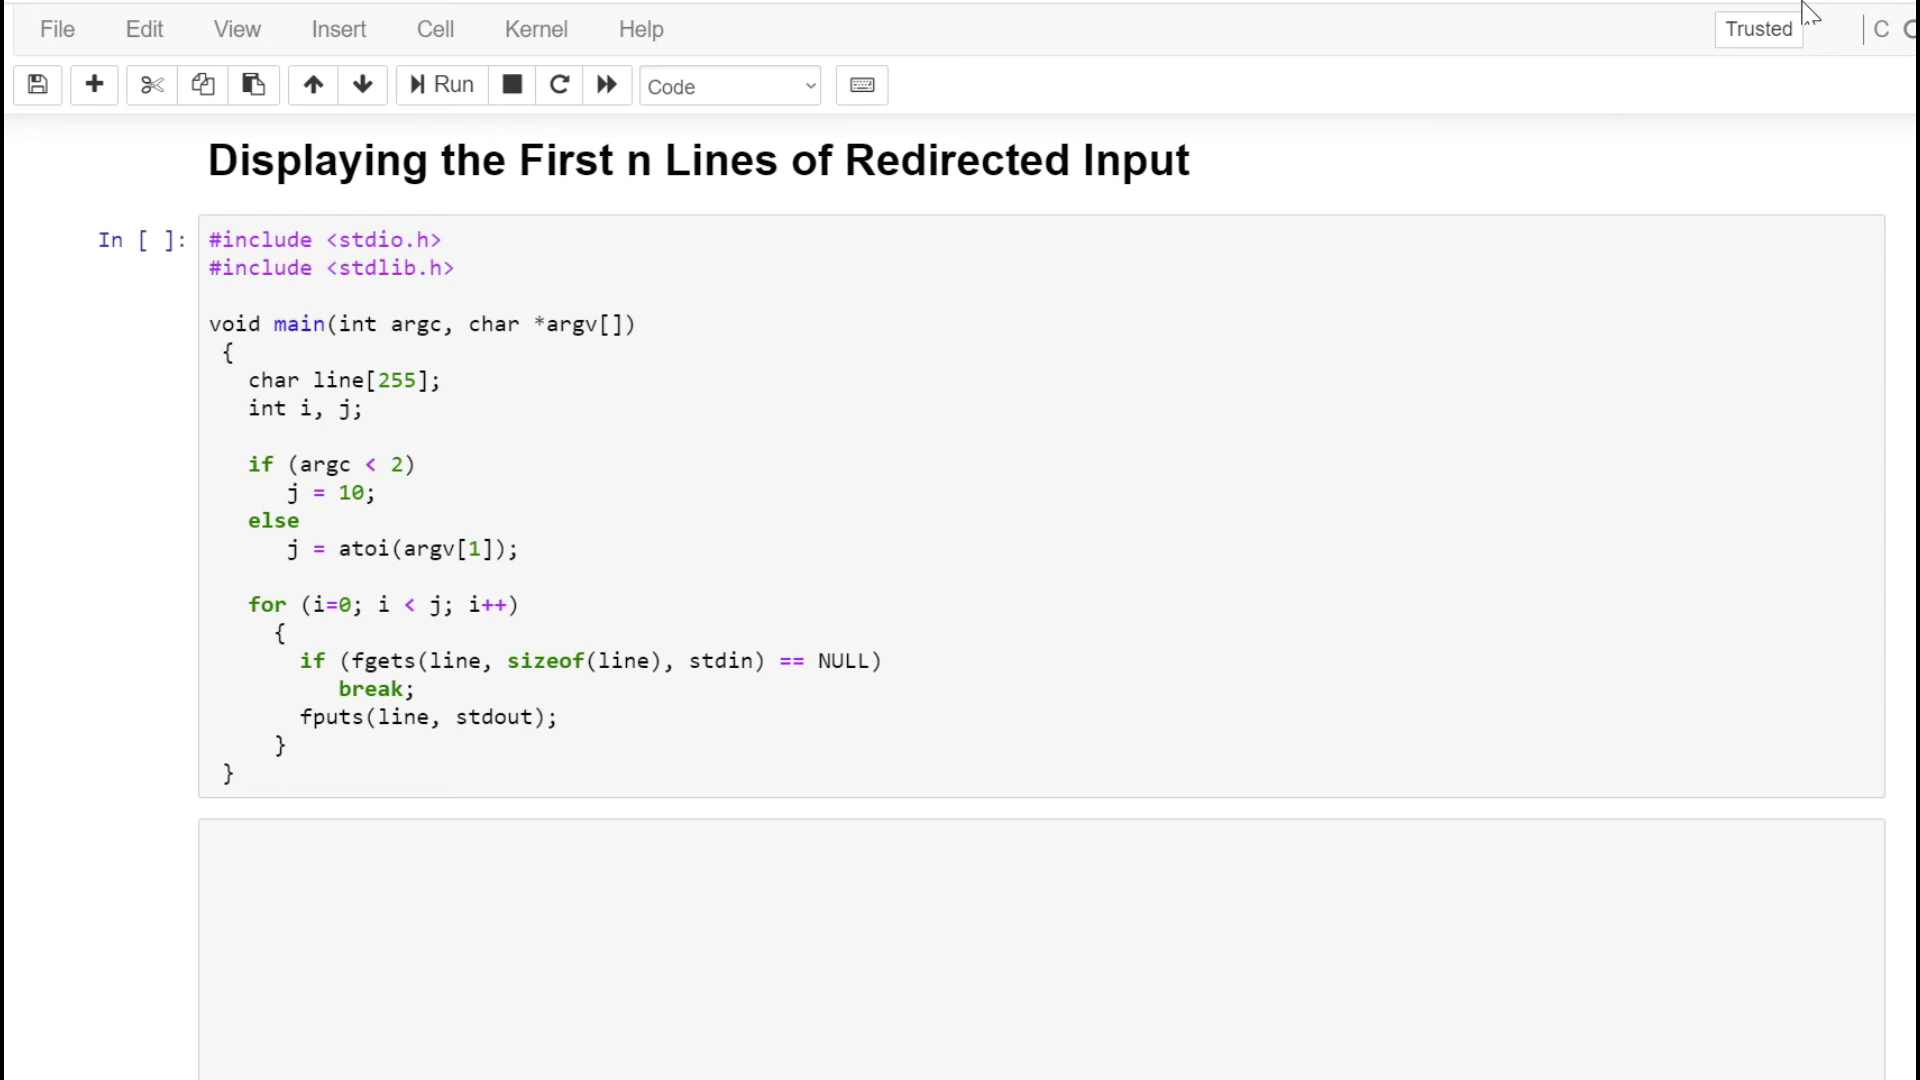 File Edit View Insert Cell Kernel Help Trusted C
Run Code
Displaying the First n Lines of Redirected Input
In [ ]:
#include <stdio.h>
#include <stdlib.h>
void main(int argc, char *argv[])
{
char line[255];
int i, j;
if (argc < 2)
j = 10;
else
j = atoi(argv[1]);
for (i=0; i < j; i++)
{
if (fgets(line, sizeof(line), stdin) == NULL)
break;
fputs(line, stdout);
}
}